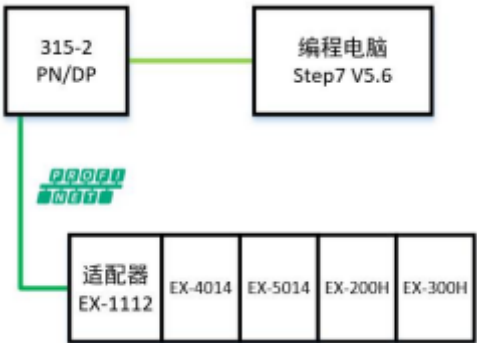 315-2
PN/DP
编程电脑
Step7 V5.6
PROFI
NET
适配器
EX-1112
EX-4014
EX-5014
EX-200H
EX-300H